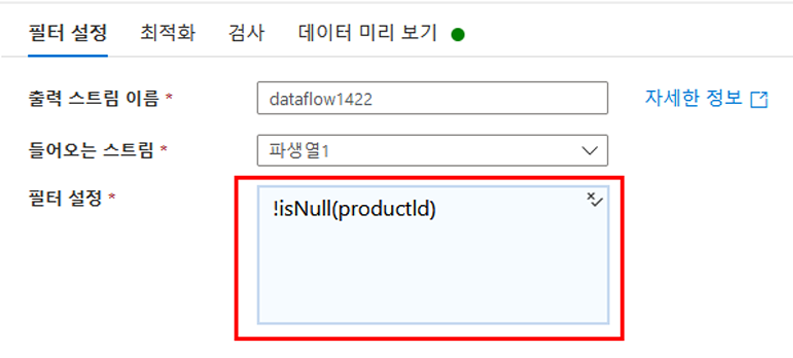 필터 설정 최적화 검사 데이터 미리 보기
출력 스트림 이름 * dataflow1422 자세한 정보
들어오는 스트림 * 파생열1
필터 설정 * !isNull(productld)